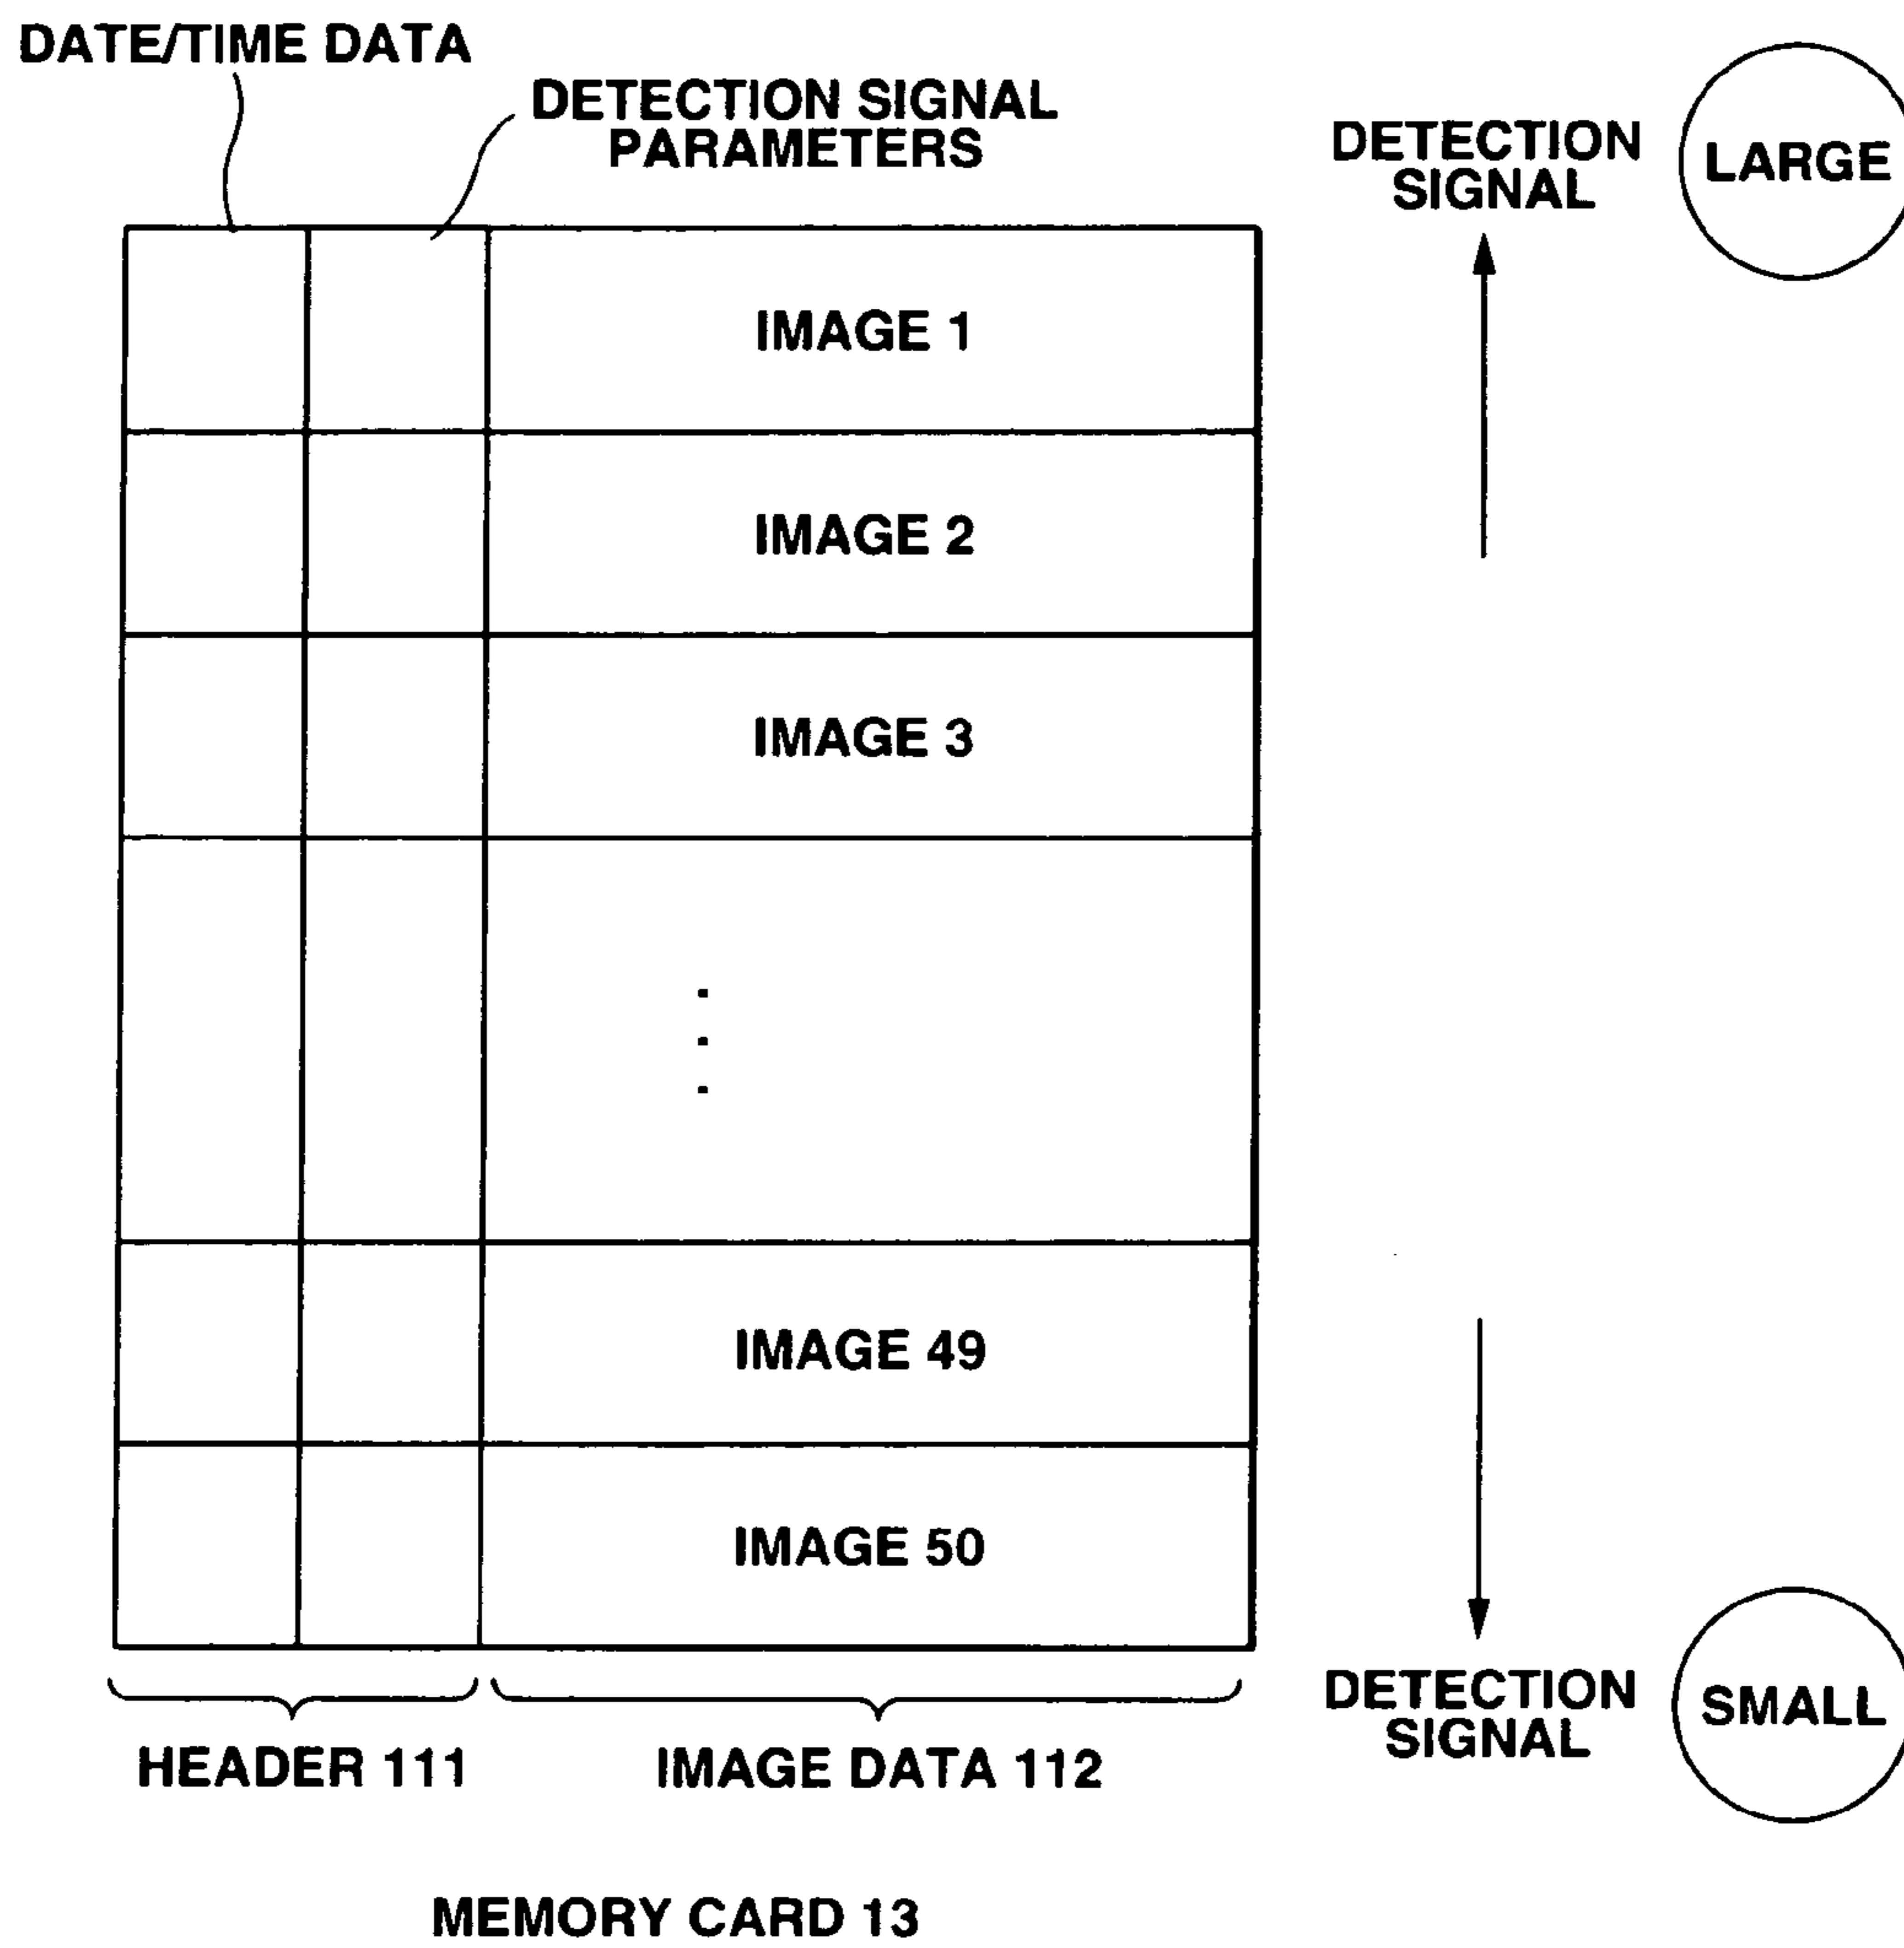 DATE/TIME DATA
DETECTION SIGNAL
PARAMETERS
DETECTION
SIGNAL
LARGE
IMAGE 1
IMAGE 2
IMAGE 3
IMAGE 49
IMAGE 50
DETECTION
SIGNAL
SMALL
HEADER 111
IMAGE DATA 112
MEMORY CARD 13